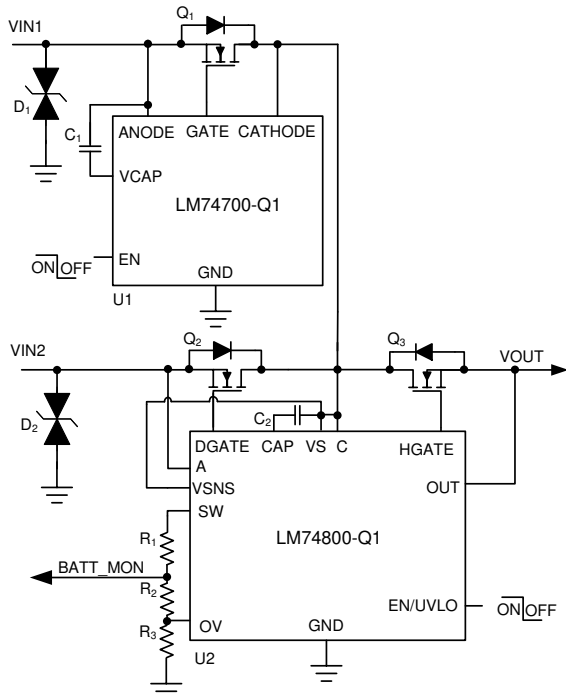 Q1
VIN1
D1
C1
ANODE GATE CATHODE
VCAP
LM74700-Q1
ON OFF
EN
GND
U1
Q2
Q3
VIN2
VOUT
D2
C2
DGATE CAP VS C HGATE
A
VSNS
OUT
SW
R1
LM74800-Q1
BATT_MON
R2
EN/UVLO
ON OFF
R3
OV
GND
U2